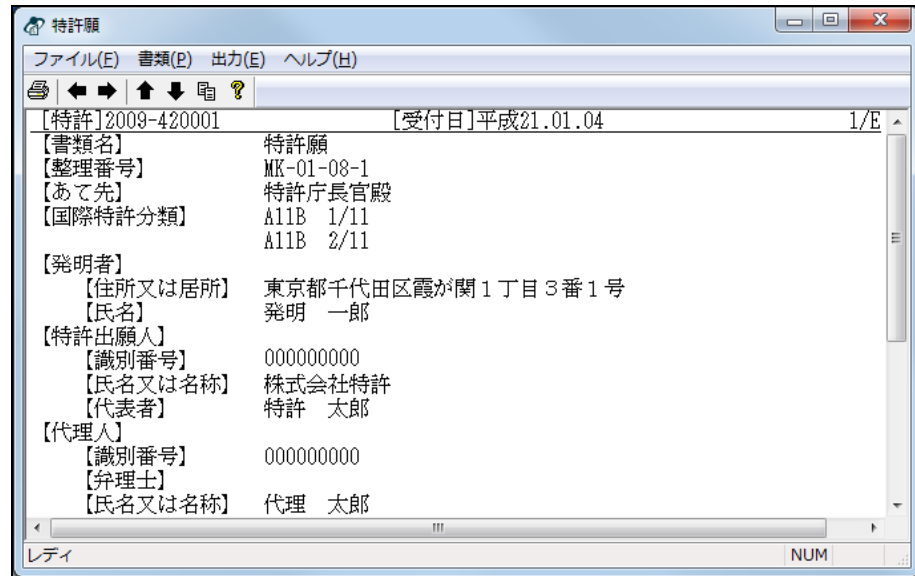 特許願
ファイル(F) 書類(P) 出力(E) ヘルプ(H)
[特許]2009-420001 [受付日]平成21.01.04 1/E
【書類名】 特許願
【整理番号】 MK-01-08-1
【あて先】 特許庁長官殿
【国際特許分類】 A11B 1/11
A11B 2/11
【発明者】
【住所又は居所】 東京都千代田区霞が関1丁目3番1号
【氏名】 発明 一郎
【特許出願人】
【識別番号】 000000000
【氏名又は名称】 株式会社特許
【代表者】 特許 太郎
【代理人】
【識別番号】 000000000
【弁理士】
【氏名又は名称】 代理 太郎
レディ NUM